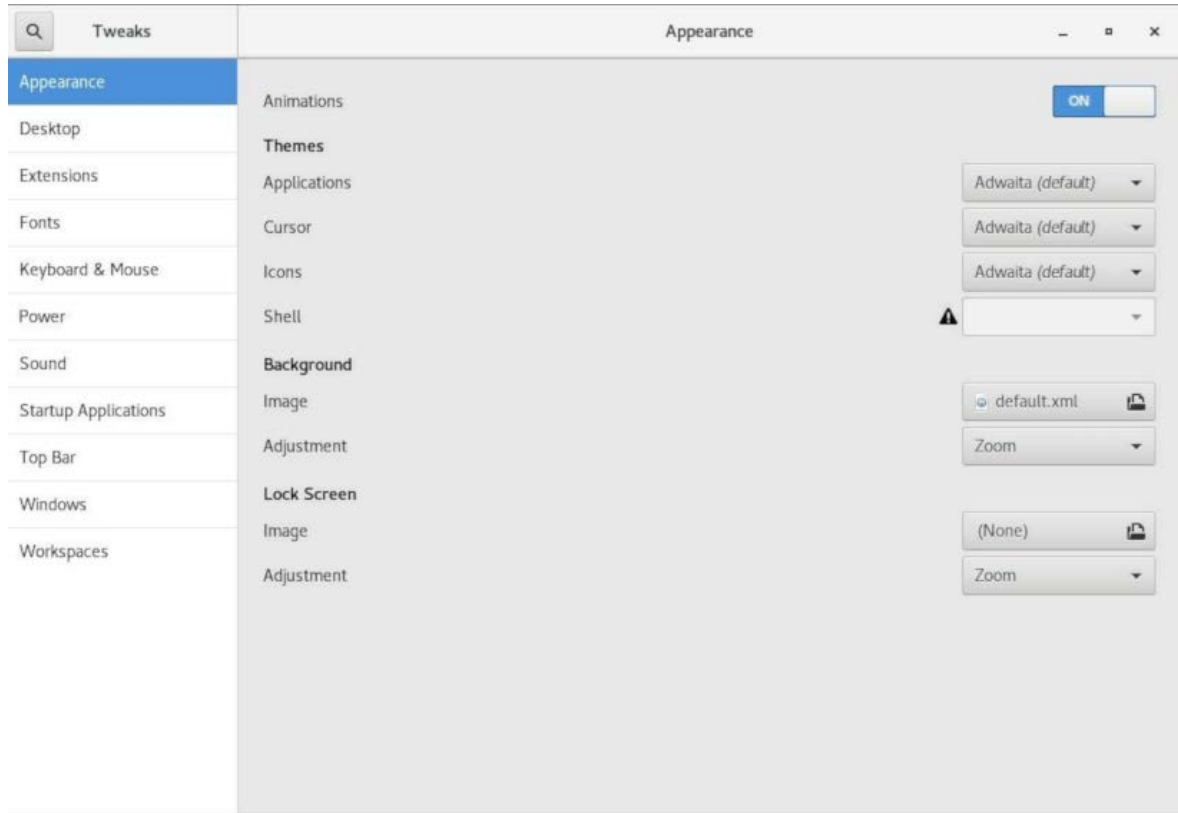 Tweaks
Appearance
Appearance
Desktop
Extensions
Fonts
Keyboard & Mouse
Power
Sound
Startup Applications
Top Bar
Windows
Workspaces
Animations ON
Themes
Applications Adwaita (default)
Cursor Adwaita (default)
Icons Adwaita (default)
Shell
Background
Image default.xml
Adjustment Zoom
Lock Screen
Image (None)
Adjustment Zoom